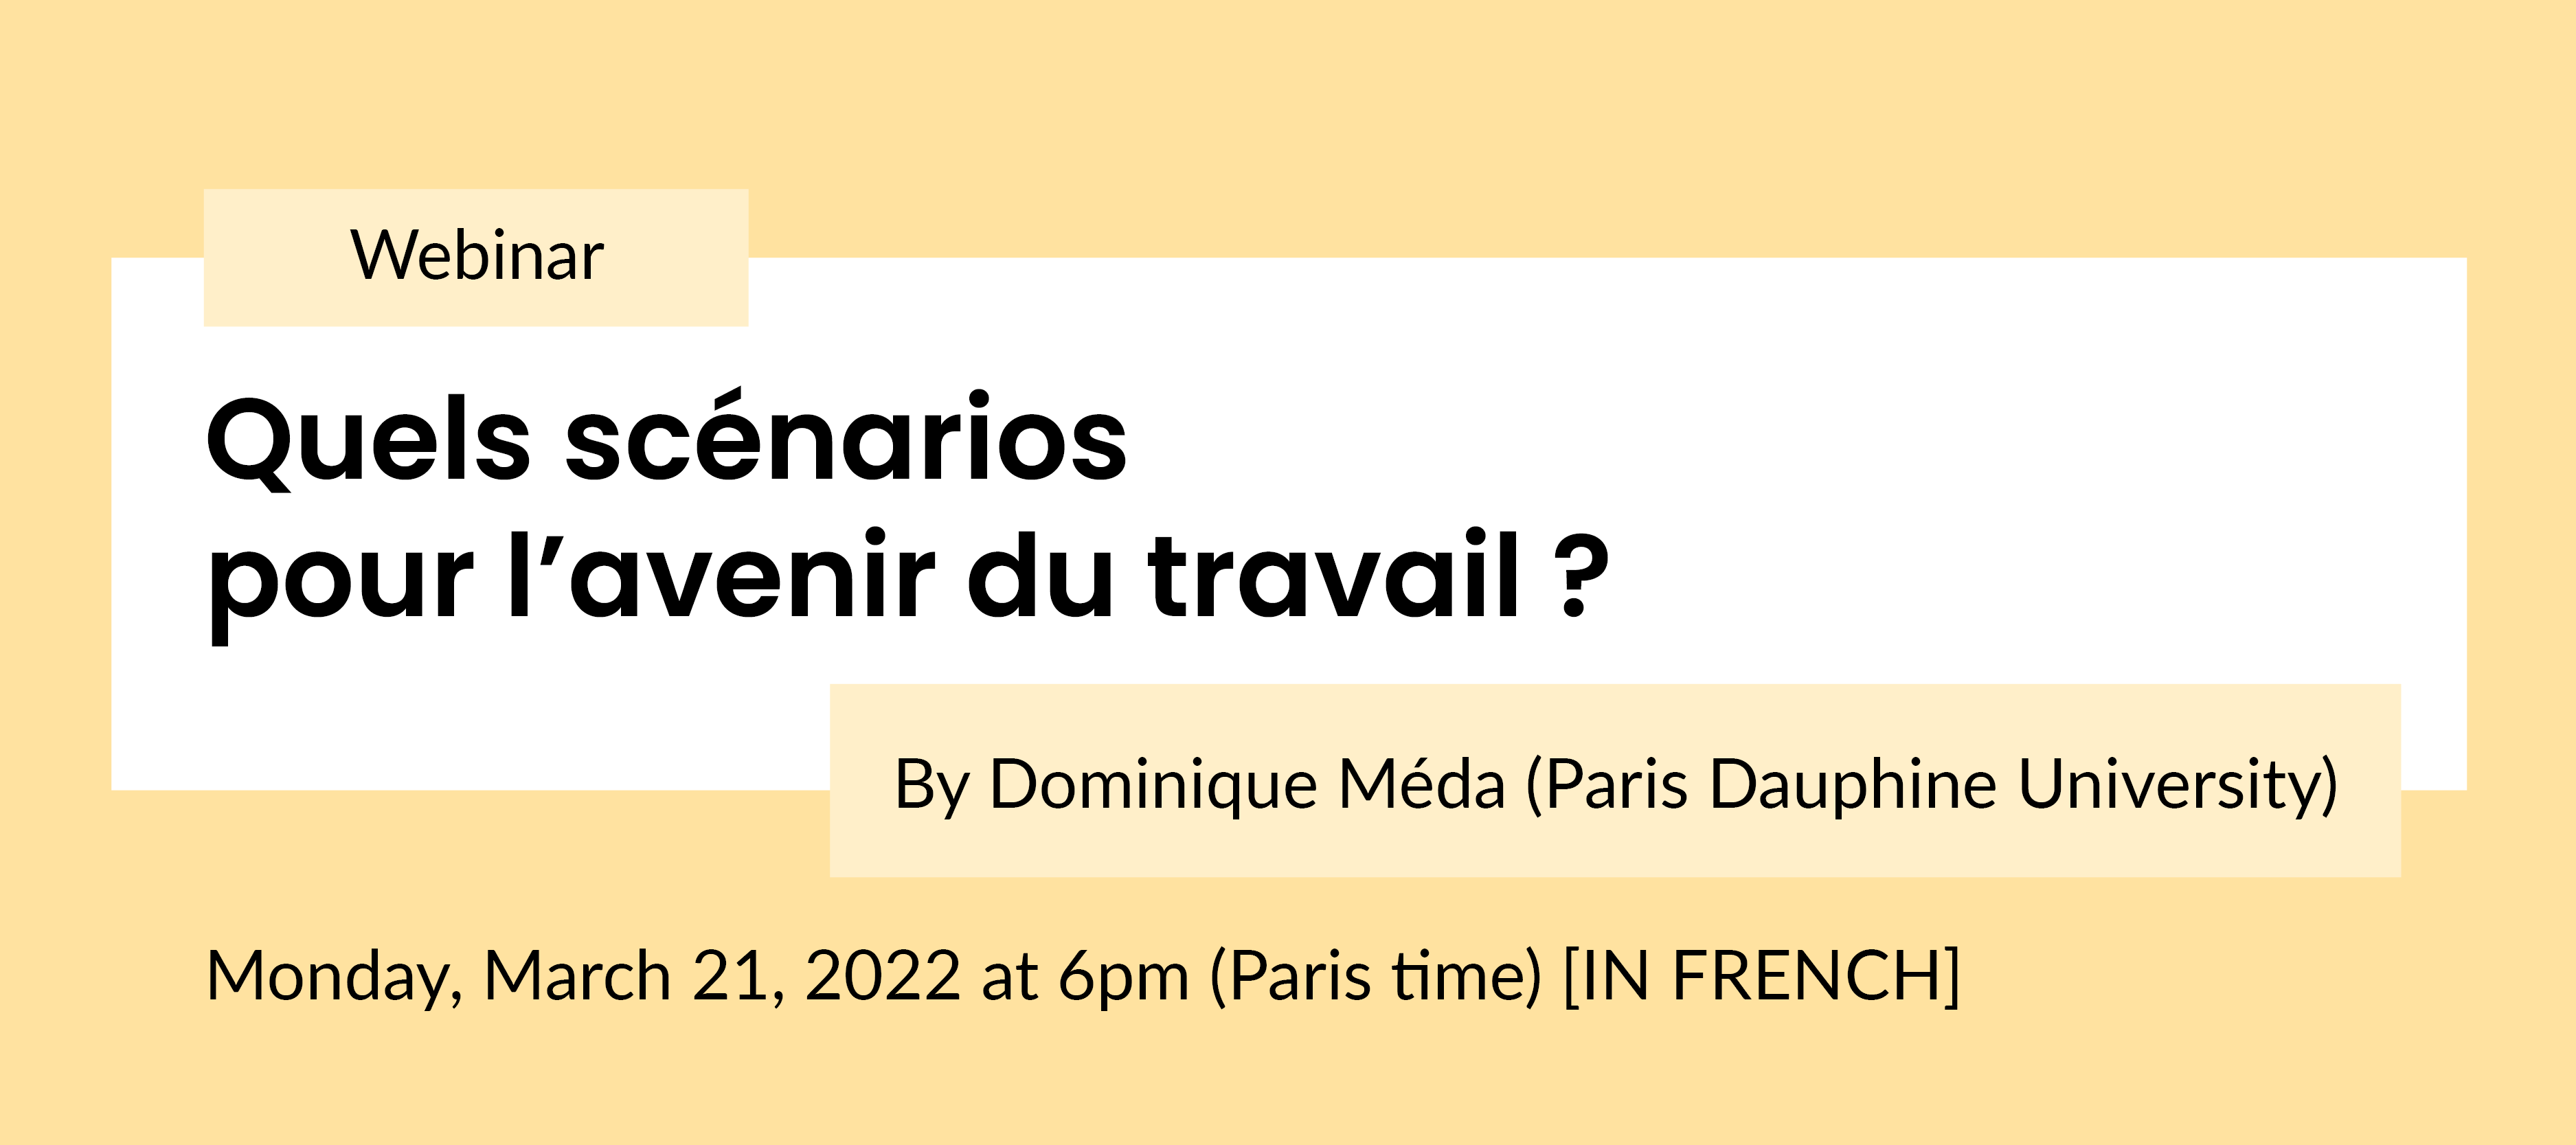 Webinar
Quels scénarios
pour l’avenir du travail ?
By Dominique Méda (Paris Dauphine University)
Monday, March 21, 2022 at 6pm (Paris time) [IN FRENCH]